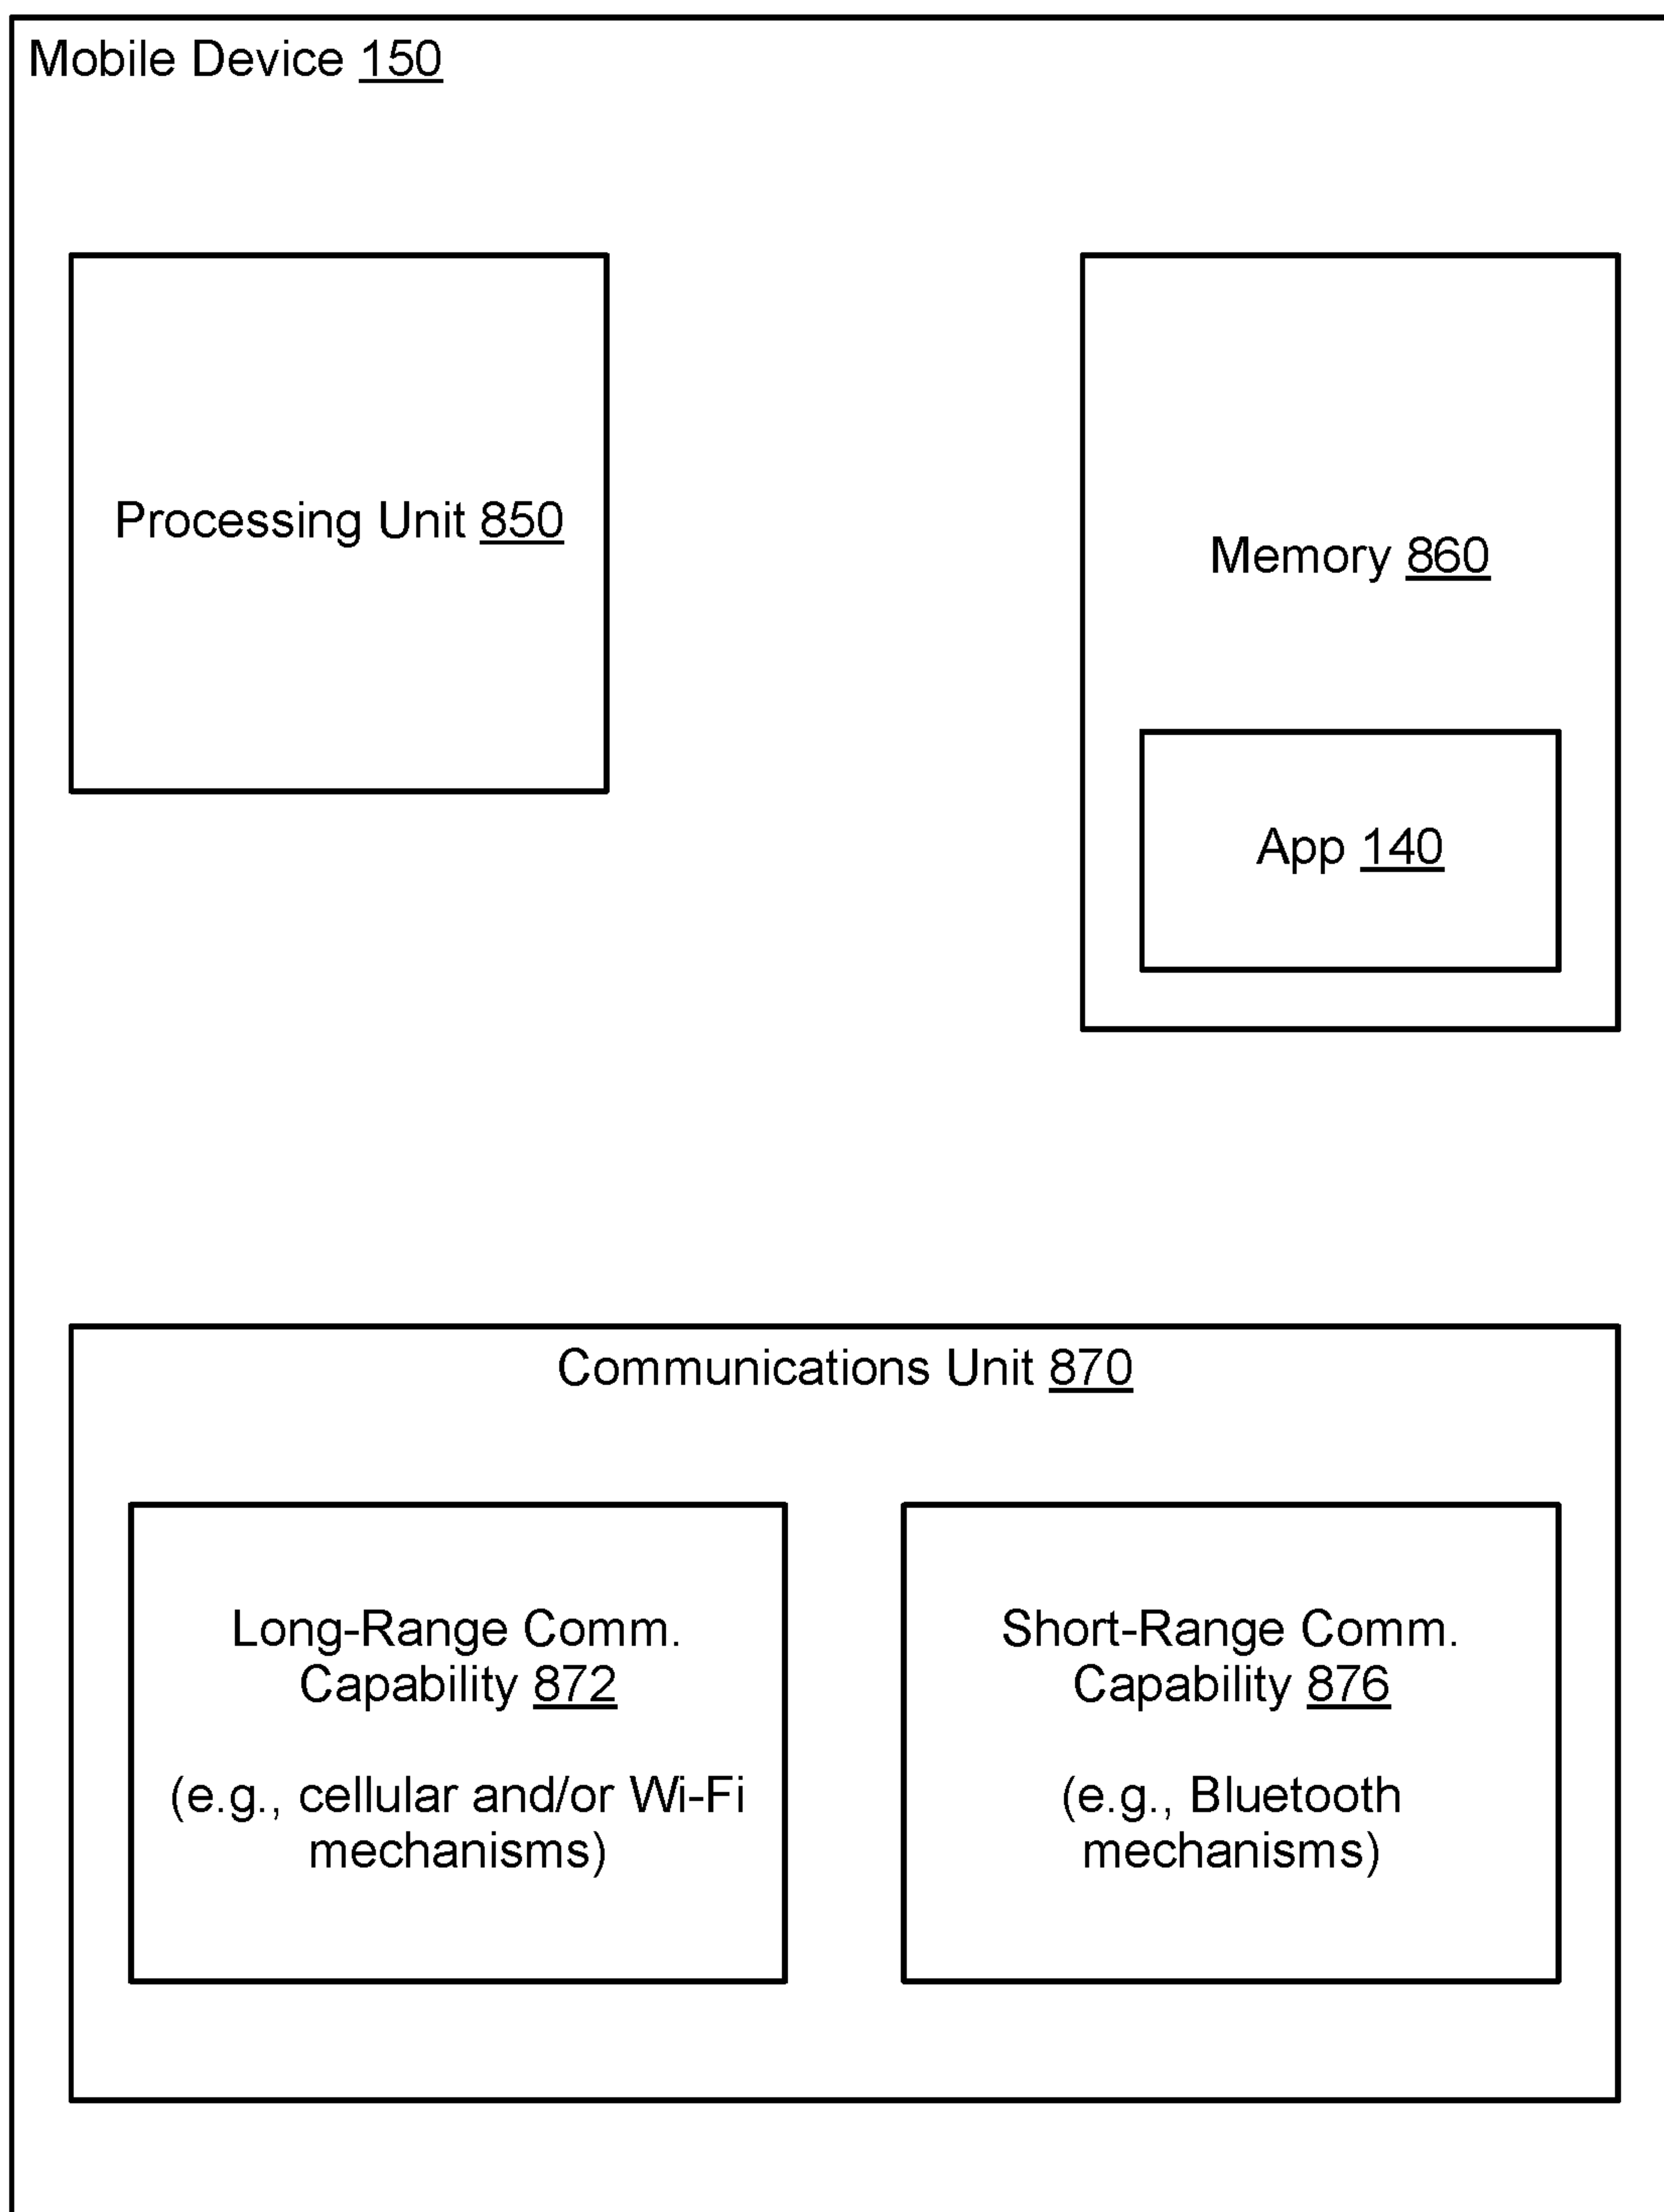 Mobile Device 150
Processing Unit 850
Memory 860
App 140
Communications Unit 870
Long-Range Comm.
Capability 872
(e.g., cellular and/or Wi-Fi
mechanisms)
Short-Range Comm.
Capability 876
(e.g., Bluetooth
mechanisms)